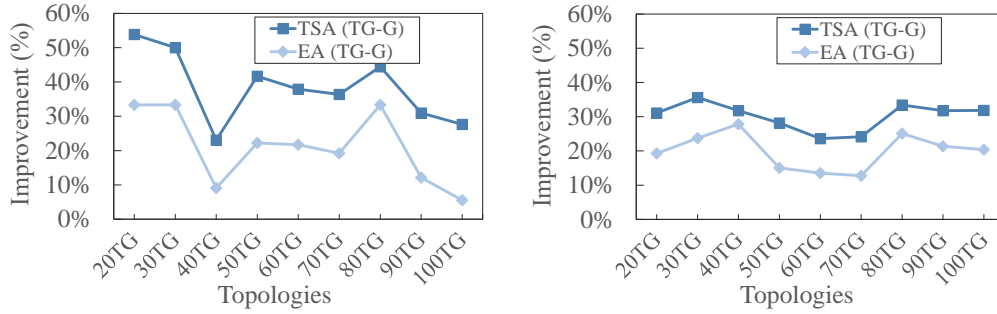 60%
50%
40%
30%
20%
10%
0%
Improvement (%)
TSA (TG-G)
EA (TG-G)
20TG
30TG
40TG
50TG
60TG
70TG
80TG
90TG
100TG
Topologies
60%
50%
40%
30%
20%
10%
0%
Improvement (%)
TSA (TG-G)
EA (TG-G)
20TG
30TG
40TG
50TG
60TG
70TG
80TG
90TG
100TG
Topologies